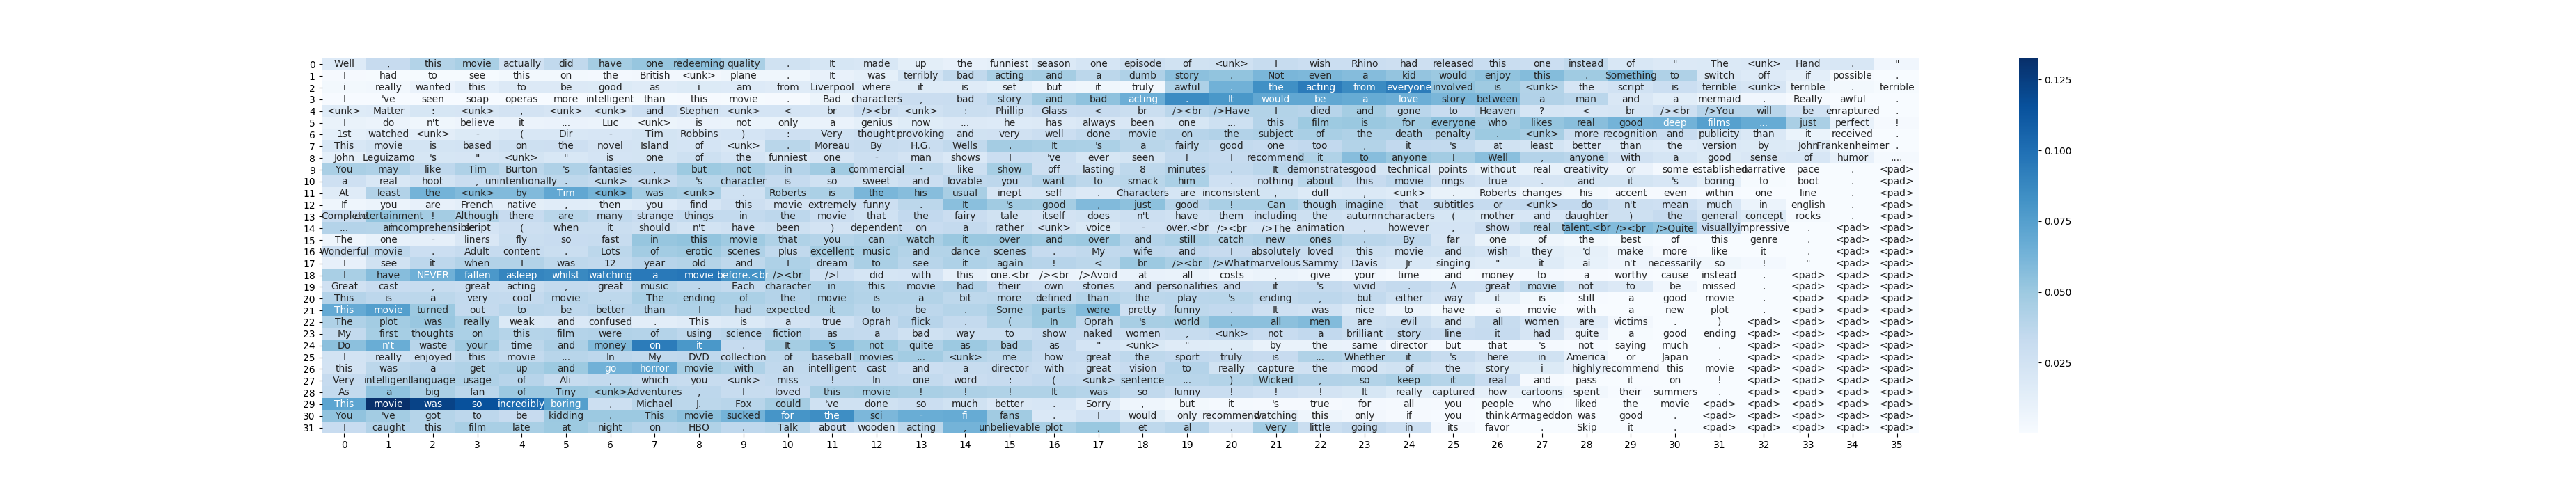 0 Well , this movie actually did have one redeeming quality . It made up the funniest season one episode of <unk> I wish Rhino had released this one instead of " The <unk> Hand . "
1 I had to see this on the British <unk> plane . It was terribly bad acting and a dumb story . Not even a kid would enjoy this . Something to switch off if possible .
2 i really wanted this to be good as i am from Liverpool where it is set but it truly awful . the acting from everyone involved is <unk> the script is terrible <unk> terrible . terrible
3 I 've seen soap operas more intelligent than this movie . Bad characters , bad story and bad acting . It would be a love story between a man and a mermaid . Really awful .
4 <unk> Matter : <unk> , <unk> <unk> and Stephen <unk> < br /><br <unk> : Phillip Glass < br /><br />Have I died and gone to Heaven ? < br /><br />You will be enraptured .
5 I do n't believe it ... Luc <unk> is not only a genius now ... he has always been one ... this film is for everyone who likes real good deep films ... just perfect !
6 1st watched <unk> - ( Dir - Tim Robbins ) : Very thought provoking and very well done movie on the subject of the death penalty . <unk> more recognition and publicity than it received .
7 This movie is based on the novel Island of <unk> . Moreau By H.G. Wells . It 's a fairly good one too , it 's at least better than the version by John Frankenheimer .
8 John Leguizamo 's " <unk> " is one of the funniest one - man shows I 've ever seen ! I recommend it to anyone ! Well , anyone with a good sense of humor ....
9 You may like Tim Burton 's fantasies , but not in a commercial - like show off lasting 8 minutes . It demonstrates good technical points without real creativity or some established narrative pace . <pad>
10 a real hoot , unintentionally . <unk> <unk> 's character is so sweet and lovable you want to smack him . nothing about this movie rings true . and it 's boring to boot . <pad>
11 At least the <unk> by Tim <unk> <unk> was <unk> . Roberts is the his usual inept self . Characters are inconsistent , dull , <unk> . Roberts changes his accent even within one line . <pad>
12 If you are French native , then you find this movie extremely funny . It 's good , just good ! Can though imagine that subtitles or <unk> do n't mean much in english . <pad>
13 Complete entertainment ! Although there are many strange things in the movie that the fairy tale itself does n't have them including the autumn characters ( mother and daughter ) the general concept rocks . <pad>
14 ... an incomprehensible script ( when it should n't have been ) dependent on a rather <unk> voice - over.<br /><br />The animation , however , show real talent.<br /><br />Quite visually impressive . <pad> <pad>
15 The one - liners fly so fast in this movie that you can watch it over and over and still catch new ones . By far one of the best of this genre . <pad> <pad>
16 Wonderful movie . Adult content . Lots of erotic scenes plus excellent music and dance scenes . My wife and I absolutely loved this movie and wish they 'd make more like it . <pad> <pad>
17 I see it when I was 12 year old and I dream to see it again ! " < br /><br />What marvelous Sammy Davis Jr singing " it ai n't necessarily so ! " <pad> <pad>
18 I have NEVER fallen asleep whilst watching a movie before.<br /><br />I did with this one.<br /><br />Avoid at all costs , give your time and money to a worthy cause instead . <pad> <pad> <pad> <pad>
19 Great cast , great acting , great music . Each character in this movie had their own stories and personalities and it 's vivid . A great movie not to be missed . <pad> <pad> <pad>
20 This is a very cool movie . The ending of the movie is a bit more defined than the play 's ending , but either way it is still a good movie . <pad> <pad> <pad>
21 This movie turned out to be better than I had expected it to be . Some parts were pretty funny . It was nice to have a movie with a new plot . <pad> <pad> <pad>
22 The plot was really weak and confused . This is a true Oprah flick . ( In Oprah 's world , all men are evil and all women are victims . ) <pad> <pad> <pad> <pad>
23 My first thoughts on this film were of using science fiction as a bad way to show naked women , <unk> not a brilliant story line it had quite a good ending <pad> <pad> <pad> <pad>
24 Do n't waste your time and money on it . It 's not quite as bad as " <unk> " , by the same director but that 's not saying much . <pad> <pad> <pad> <pad>
25 I really enjoyed this movie ... In My DVD collection of baseball movies ... <unk> me how great the sport truly is ... Whether it 's here in America or Japan . <pad> <pad> <pad> <pad>
26 this was a get up and go horror movie with an intelligent cast and a director with great vision to really capture the mood of the story i highly recommend this movie <pad> <pad> <pad> <pad>
27 Very intelligent language usage of Ali , which you <unk> miss ! In one word : ( <unk> sentence ... ) Wicked , so keep it real and pass it on ! <pad> <pad> <pad> <pad>
28 As a big fan of Tiny <unk> Adventures , I loved this movie ! ! ! It was so funny ! ! ! It really captured how cartoons spent their summers . <pad> <pad> <pad> <pad>
29 This movie was so incredibly boring , Michael J. Fox could 've done so much better . Sorry , but it 's true for all you people who liked the movie <pad> <pad> <pad> <pad> <pad>
30 You 've got to be kidding . This movie sucked for the sci - fi fans . I would only recommend watching this only if you think Armageddon was good . <pad> <pad> <pad> <pad> <pad>
31 I caught this film late at night on HBO . Talk about wooden acting , unbelievable plot , et al . Very little going in its favor . Skip it . <pad> <pad> <pad> <pad> <pad>
0 1 2 3 4 5 6 7 8 9 10 11 12 13 14 15 16 17 18 19 20 21 22 23 24 25 26 27 28 29 30 31 32 33 34 35
0.125
0.100
0.075
0.050
0.025